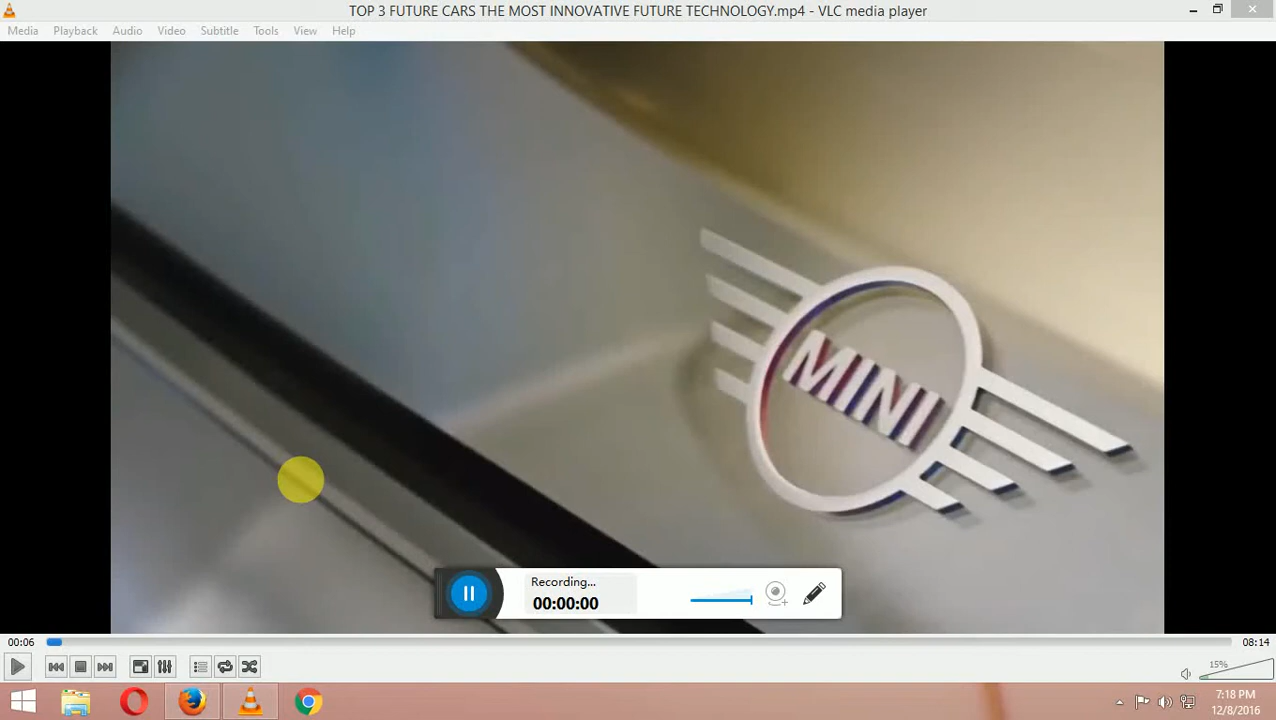 TOP 3 FUTURE CARS THE MOST INNOVATIVE FUTURE TECHNOLOGY.mp4 - VLC media player
Media Playback Audio Video Subtitle Tools View Help
MINI
Recording...
00:00:00
00:06 08:14
15%
7:18 PM
12/8/2016